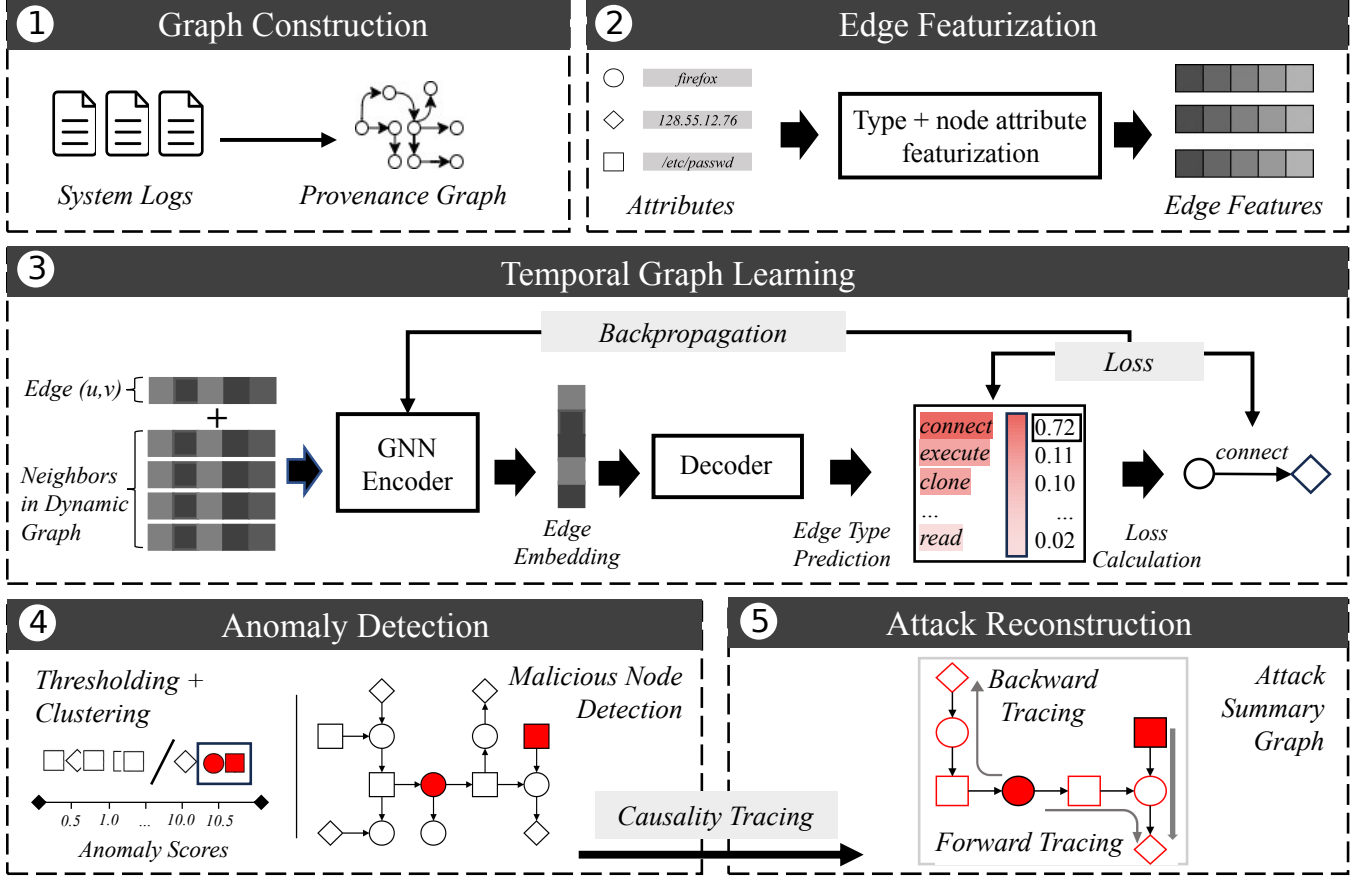 1
Graph Construction
System Logs
Provenance Graph
2
Edge Featurization
firefox
128.55.12.76
/etc/passwd
Attributes
Type + node attribute
featurization
Edge Features
3
Temporal Graph Learning
Backpropagation
Loss
Edge (u,v)
+
Neighbors
in Dynamic
Graph
GNN
Encoder
Edge
Embedding
Decoder
Edge Type
Prediction
connect 0.72
execute 0.11
clone 0.10
... ...
read 0.02
Loss
Calculation
connect
4
Anomaly Detection
Thresholding +
Clustering
0.5 1.0 ... 10.0 10.5
Anomaly Scores
Malicious Node
Detection
Causality Tracing
5
Attack Reconstruction
Backward
Tracing
Forward Tracing
Attack
Summary
Graph